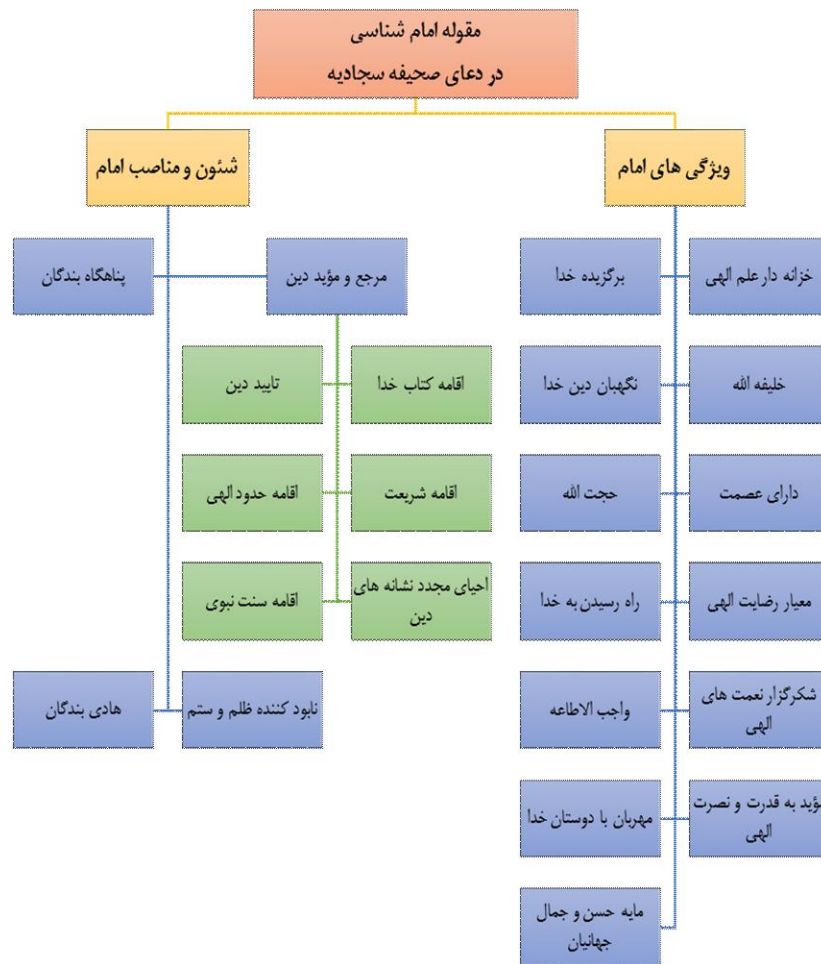 مقوله امام شناسی
در دعای صحیفه سجادیه
ویژگی های امام
خزانه دار علم الهی
برگزیده خدا
خلیفه الله
نگهبان دین خدا
دارای عصمت
حجت الله
معیار رضایت الهی
راه رسیدن به خدا
شکرگزار نعمت های
الهی
واجب الاطاعه
مؤید به قدرت و نصرت
الهی
مهربان با دوستان خدا
مایه حسن و جمال
جهانیان
شئون و مناصب امام
مرجع و مؤید دین
پناهگاه بندگان
اقامه کتاب خدا
تایید دین
اقامه شریعت
اقامه حدود الهی
احیای مجدد نشانه های
دین
اقامه سنت نبوی
نابود کننده ظلم و ستم
هادی بندگان